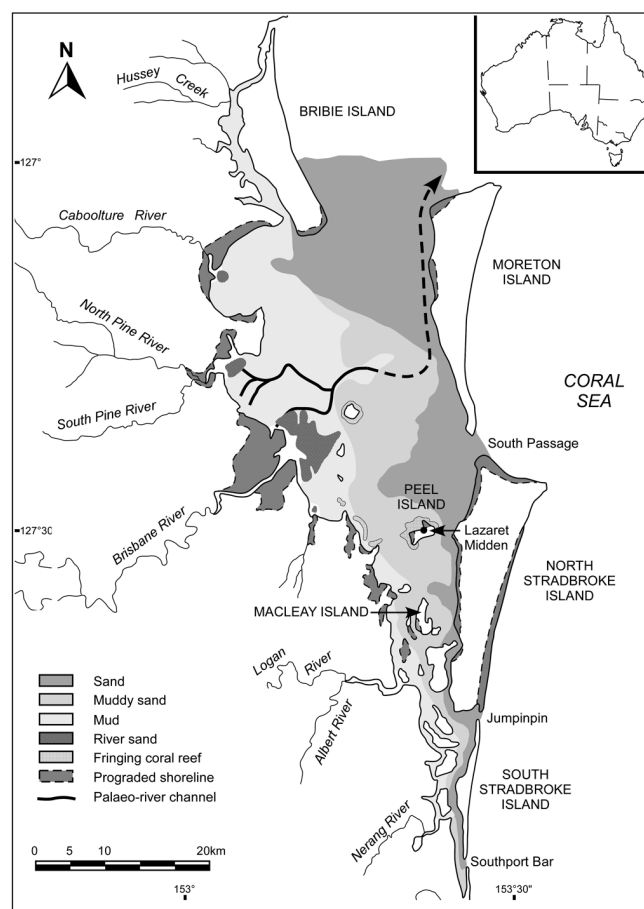 N
Hussey
Creek
BRIBIE ISLAND
127°
Caboolture River
MORETON
ISLAND
North Pine River
CORAL
SEA
South Pine River
South Passage
PEEL
ISLAND
Brisbane River
127°30
Lazaret
Midden
NORTH
STRADBROKE
ISLAND
MACLEAY ISLAND
Logan
River
Albert River
Sand
Muddy sand
Mud
River sand
Fringing coral reef
Prograded shoreline
Palaeo-river channel
Jumpinpin
SOUTH
STRADBROKE
ISLAND
Nerang River
0 5 10 20km
Southport Bar
153°
153°30"